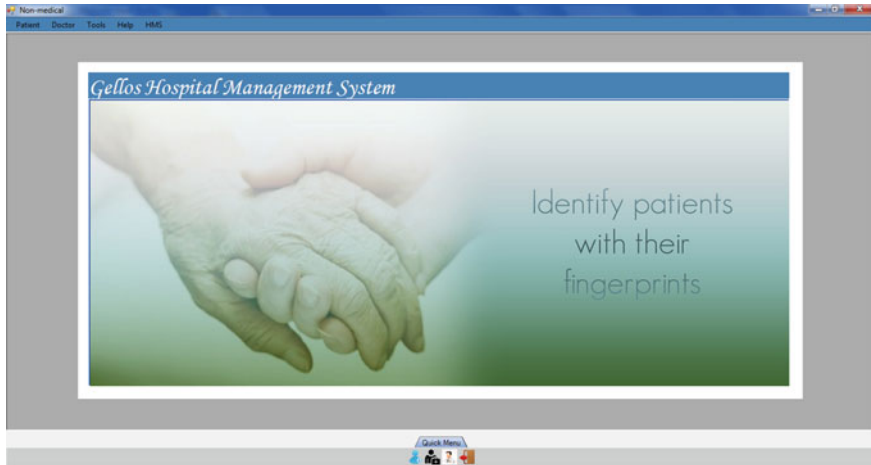 Non-medical
Patient Doctor Tools Help HMS
Gellos Hospital Management System
Identify patients
with their
fingerprints
Quick Menu